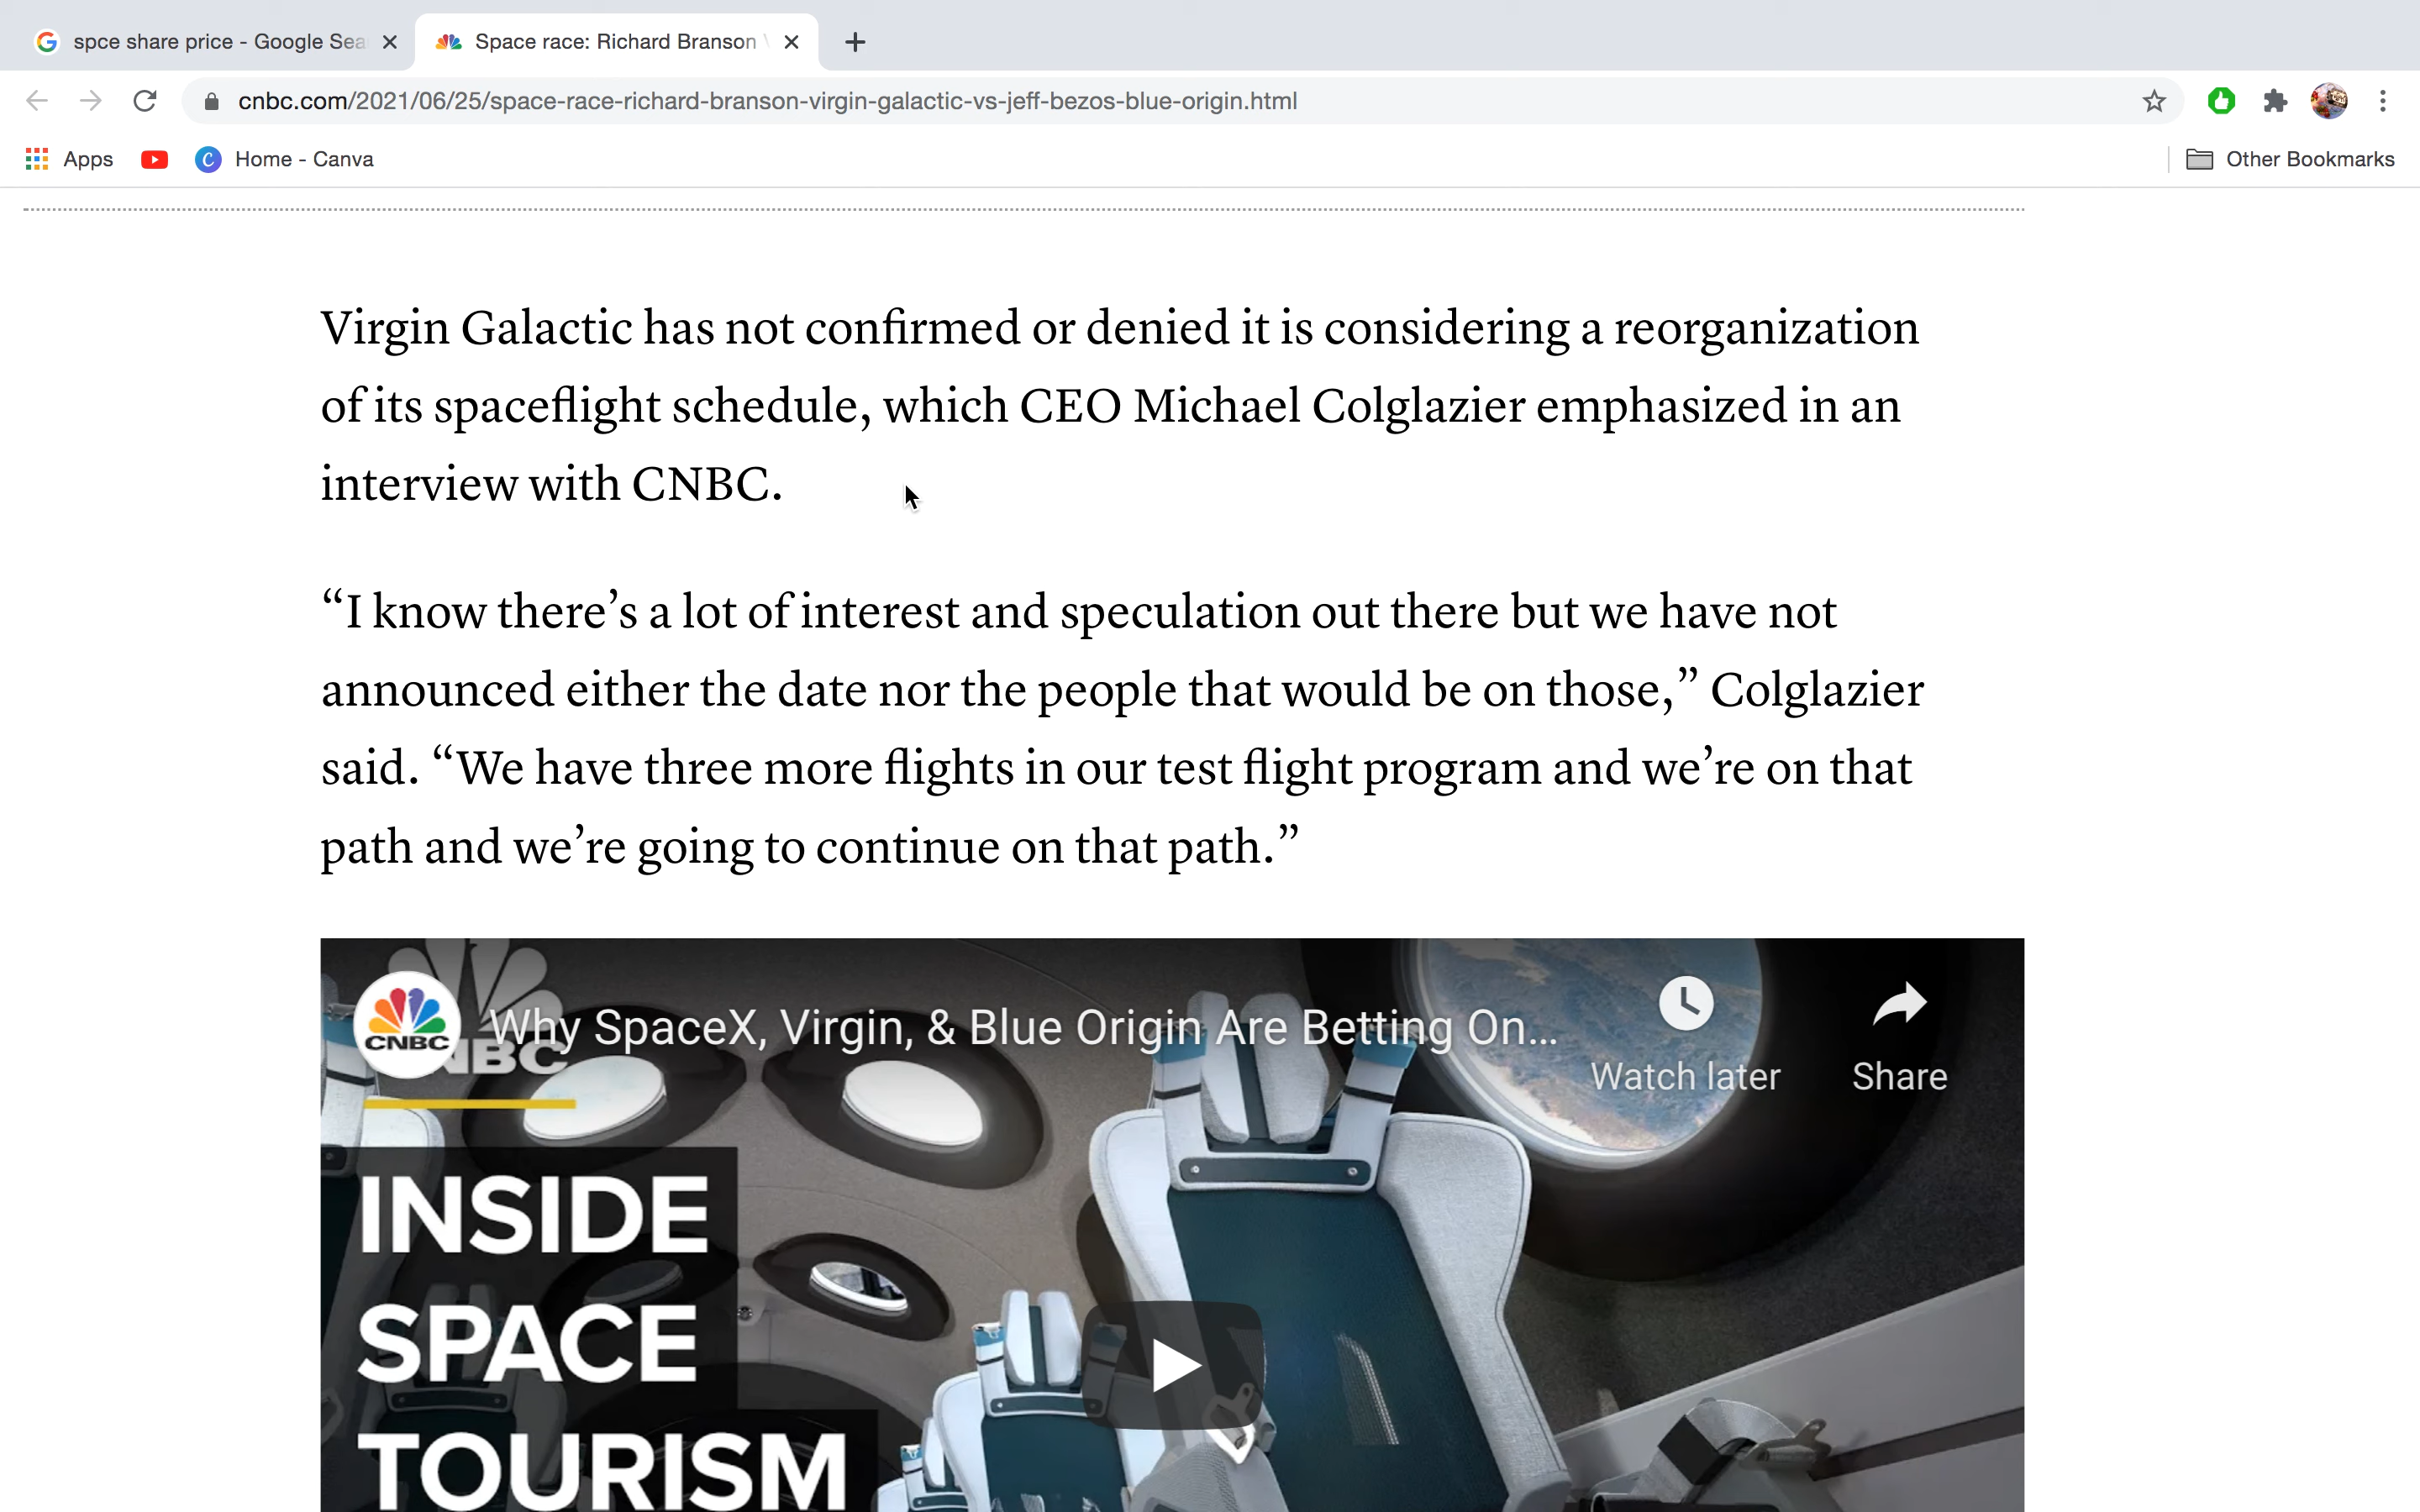 spce share price - Google Sea
Space race: Richard Branson
cnbc.com/2021/06/25/space-race-richard-branson-virgin-galactic-vs-jeff-bezos-blue-origin.html
Apps
Home - Canva
Other Bookmarks
Virgin Galactic has not confirmed or denied it is considering a reorganization
of its spaceflight schedule, which CEO Michael Colglazier emphasized in an
interview with CNBC.
“I know there’s a lot of interest and speculation out there but we have not
announced either the date nor the people that would be on those,” Colglazier
said. “We have three more flights in our test flight program and we’re on that
path and we’re going to continue on that path.”
CNBC
Why SpaceX, Virgin, & Blue Origin Are Betting On...
Watch later
Share
INSIDE
SPACE
TOURISM